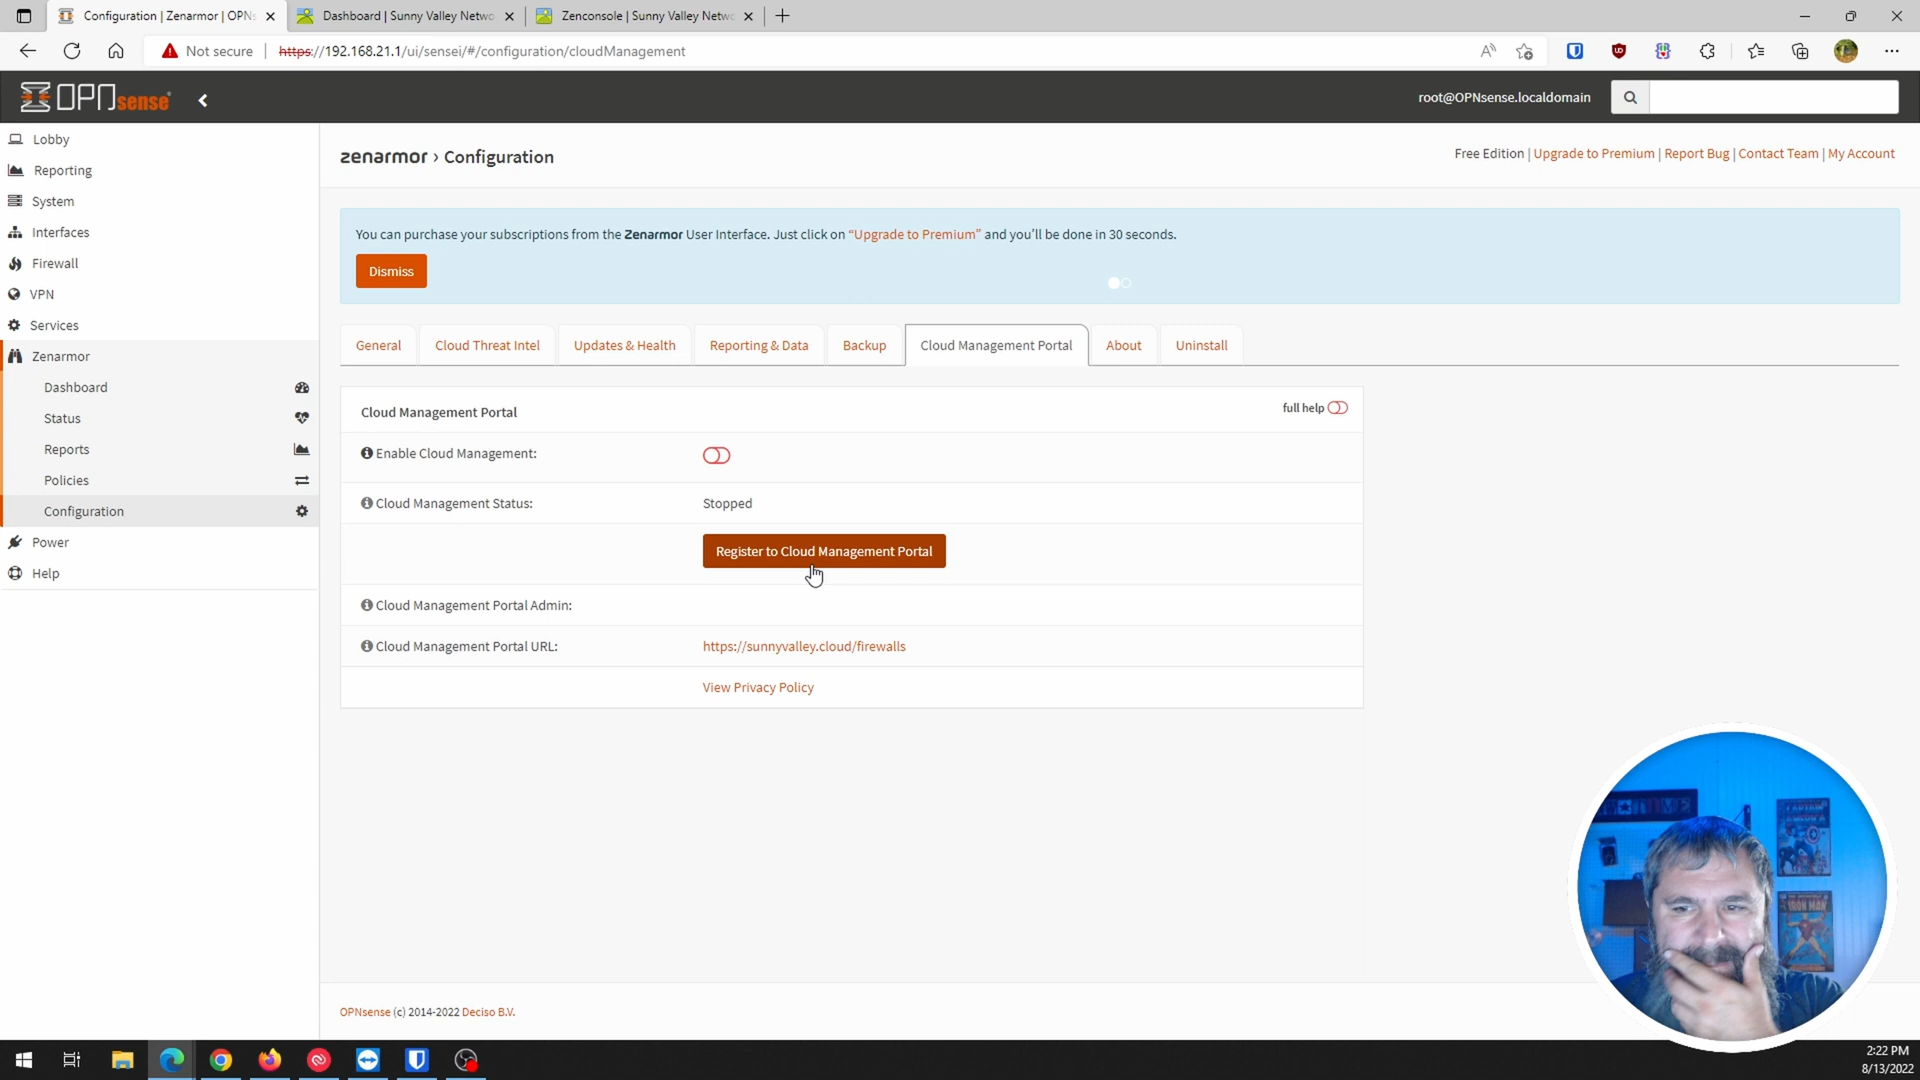 Configuration | Zenarmor | OPNs
Dashboard | Sunny Valley Netwo
Zenconsole | Sunny Valley Netwo
Not secure
https://192.168.21.1/ui/sensei/#/configuration/cloudManagement
OPNsense
root@OPNsense.localdomain
Lobby
Reporting
System
Interfaces
Firewall
VPN
Services
Zenarmor
Dashboard
Status
Reports
Policies
Configuration
Power
Help
zenarmor › Configuration
Free Edition | Upgrade to Premium | Report Bug | Contact Team | My Account
You can purchase your subscriptions from the Zenarmor User Interface. Just click on “Upgrade to Premium” and you’ll be done in 30 seconds.
Dismiss
General
Cloud Threat Intel
Updates & Health
Reporting & Data
Backup
Cloud Management Portal
About
Uninstall
Cloud Management Portal
full help
Enable Cloud Management:
Cloud Management Status: Stopped
Register to Cloud Management Portal
Cloud Management Portal Admin:
Cloud Management Portal URL: https://sunnyvalley.cloud/firewalls
View Privacy Policy
IRON MAN
OPNsense (c) 2014-2022 Deciso B.V.
2:22 PM
8/13/2022